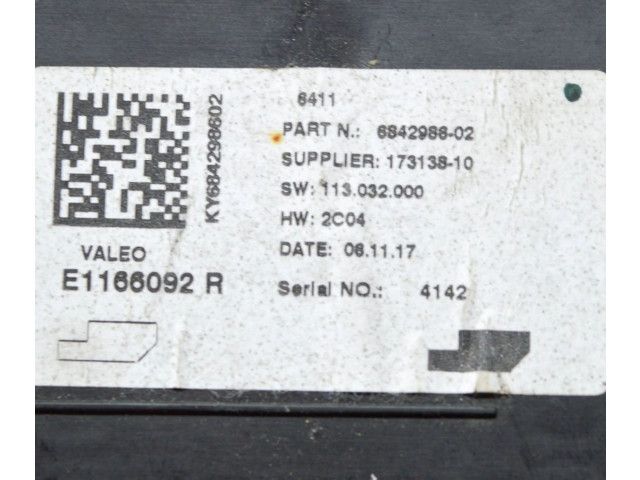 6411
PART N.: 6842986-02
SUPPLIER: 173138-10
SW: 113.032.000
HW: 2C04
DATE: 06.11.17
Serial NO.: 4142
KY684298602
VALEO
E1166092 R